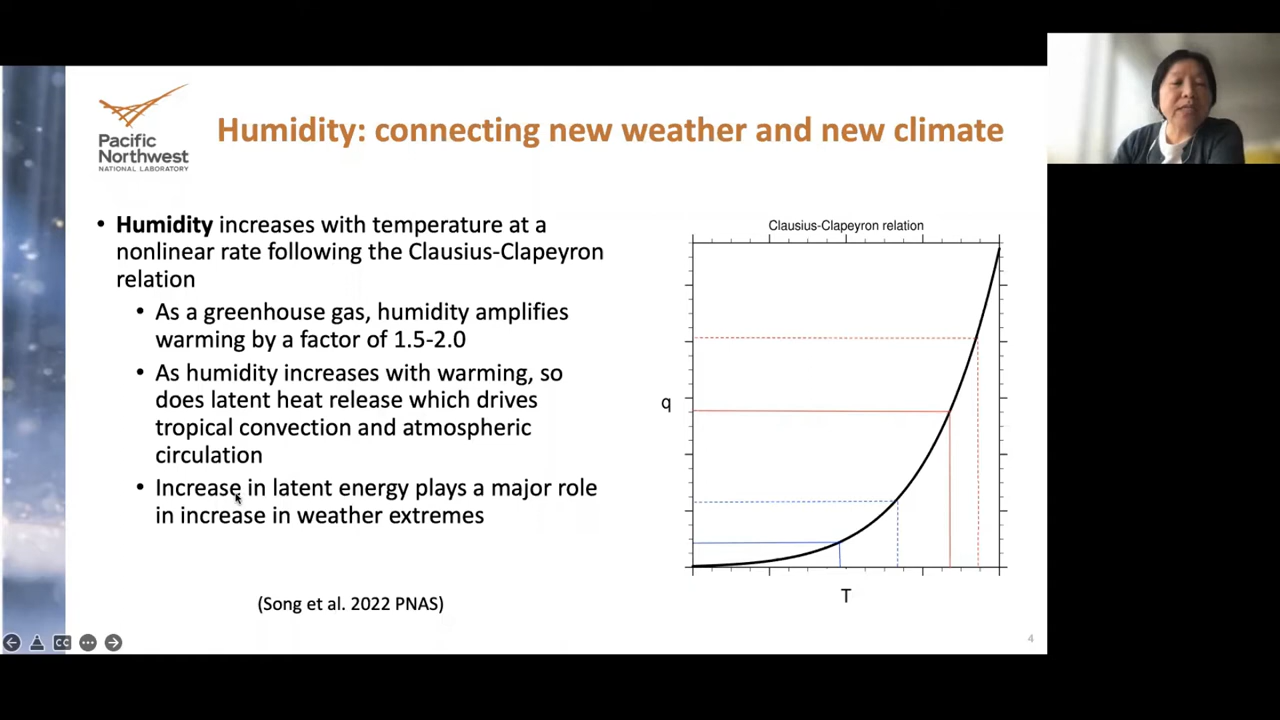 Pacific
Northwest
NATIONAL LABORATORY
Humidity: connecting new weather and new climate
• Humidity increases with temperature at a
nonlinear rate following the Clausius-Clapeyron
relation
• As a greenhouse gas, humidity amplifies
warming by a factor of 1.5-2.0
• As humidity increases with warming, so
does latent heat release which drives
tropical convection and atmospheric
circulation
• Increase in latent energy plays a major role
in increase in weather extremes
(Song et al. 2022 PNAS)
Clausius-Clapeyron relation
q
T
CC
4